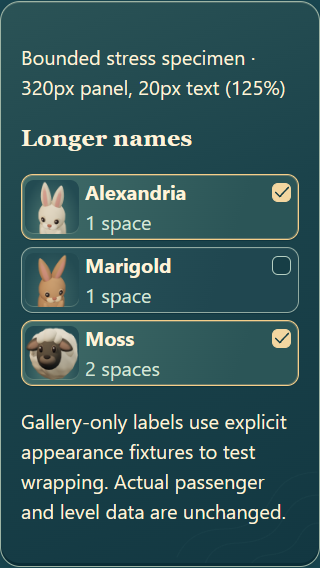 Bounded stress specimen ·
320px panel, 20px text (125%)
Longer names
Alexandria
1 space
Marigold
1 space
Moss
2 spaces
Gallery-only labels use explicit
appearance fixtures to test
wrapping. Actual passenger
and level data are unchanged.